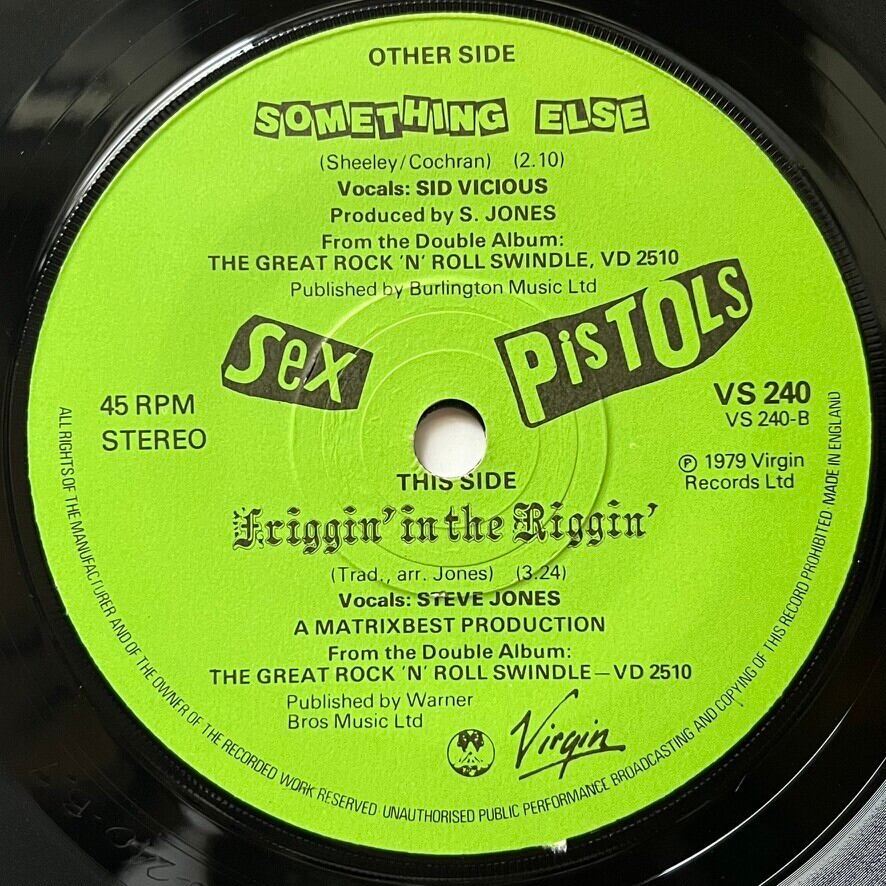 OTHER SIDE
SOMETHING ELSE
(Sheeley/Cochran) (2.10)
Vocals: SID VICIOUS
Produced by S. JONES
From the Double Album:
THE GREAT ROCK 'N' ROLL SWINDLE, VD 2510
Published by Burlington Music Ltd
Sex PISTOLS
45 RPM
STEREO
VS 240
VS 240-B
Ⓟ 1979 Virgin
Records Ltd
THIS SIDE
Friggin' in the Riggin'
(Trad., arr. Jones) (3.24)
Vocals: STEVE JONES
A MATRIXBEST PRODUCTION
From the Double Album:
THE GREAT ROCK 'N' ROLL SWINDLE—VD 2510
Published by Warner
Bros Music Ltd
Virgin
ALL RIGHTS OF THE MANUFACTURER AND OF THE OWNER OF THE RECORDED WORK RESERVED UNAUTHORISED PUBLIC PERFORMANCE BROADCASTING AND COPYING OF THIS RECORD PROHIBITED MADE IN ENGLAND